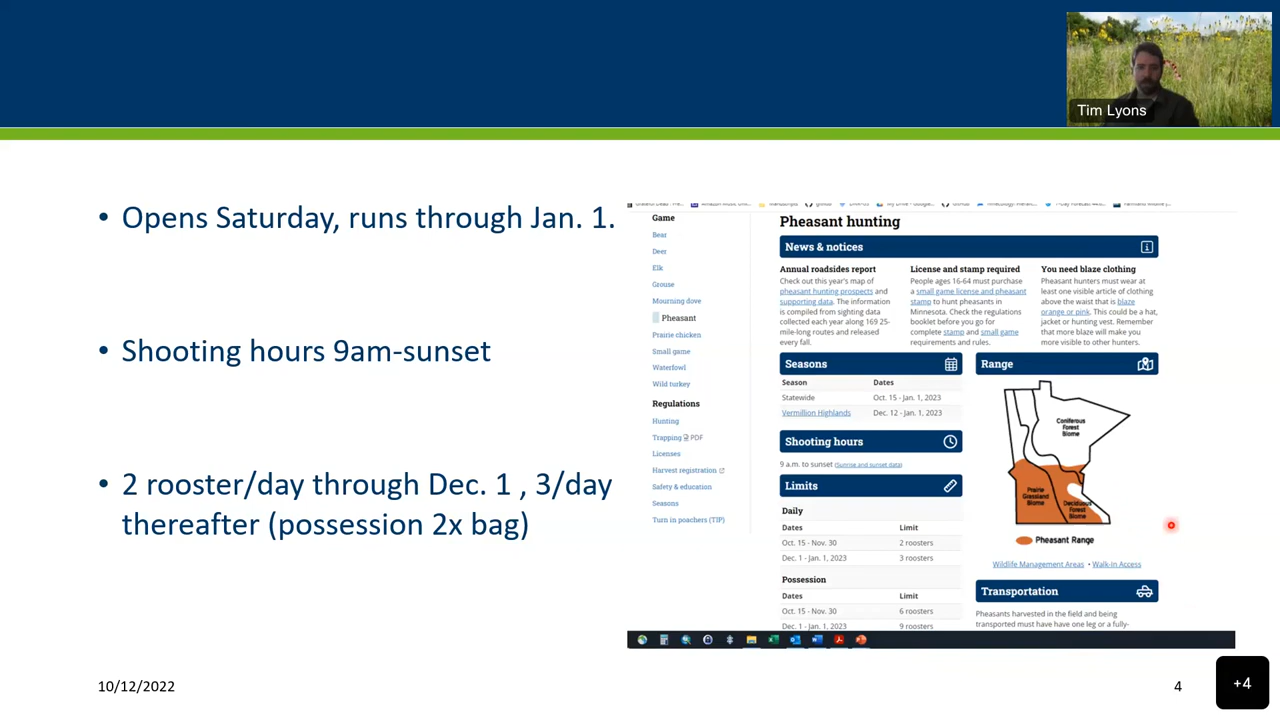 Tim Lyons
• Opens Saturday, runs through Jan. 1.
• Shooting hours 9am-sunset
• 2 rooster/day through Dec. 1 , 3/day
thereafter (possession 2x bag)
Game
Bear
Deer
Elk
Grouse
Mourning dove
Pheasant
Prairie chicken
Small game
Waterfowl
Wild turkey
Regulations
Hunting
Trapping PDF
Licenses
Harvest registration
Safety & education
Seasons
Turn in poachers (TIP)
Pheasant hunting
News & notices
Annual roadsides report
Check out this year's map of
pheasant hunting prospects and
supporting data. The information
is compiled from sighting data
collected each year along 169 25-
mile-long routes and released
every fall.
License and stamp required
People ages 16-64 must purchase
a small game license and pheasant
stamp to hunt pheasants in
Minnesota. Check the regulations
booklet before you go for
complete stamp and small game
requirements and rules.
You need blaze clothing
Pheasant hunters must wear at
least one visible article of clothing
above the waist that is blaze
orange or pink. This could be a hat,
jacket or hunting vest. Remember
that more blaze will make you
more visible to other hunters.
Seasons
Season Dates
Statewide Oct. 15 - Jan. 1, 2023
Vermillion Highlands Dec. 12 - Jan. 1, 2023
Shooting hours
9 a.m. to sunset (Sunrise and sunset data)
Limits
Daily
Dates Limit
Oct. 15 - Nov. 30 2 roosters
Dec. 1 - Jan. 1, 2023 3 roosters
Possession
Dates Limit
Oct. 15 - Nov. 30 6 roosters
Dec. 1 - Jan. 1, 2023 9 roosters
Range
Coniferous
Forest
Biome
Prairie
Grassland
Biome
Deciduous
Forest
Biome
Pheasant Range
Wildlife Management Areas • Walk-in Access
Transportation
Pheasants harvested in the field and being
transported must have have one leg or a fully-
10/12/2022
4
+4